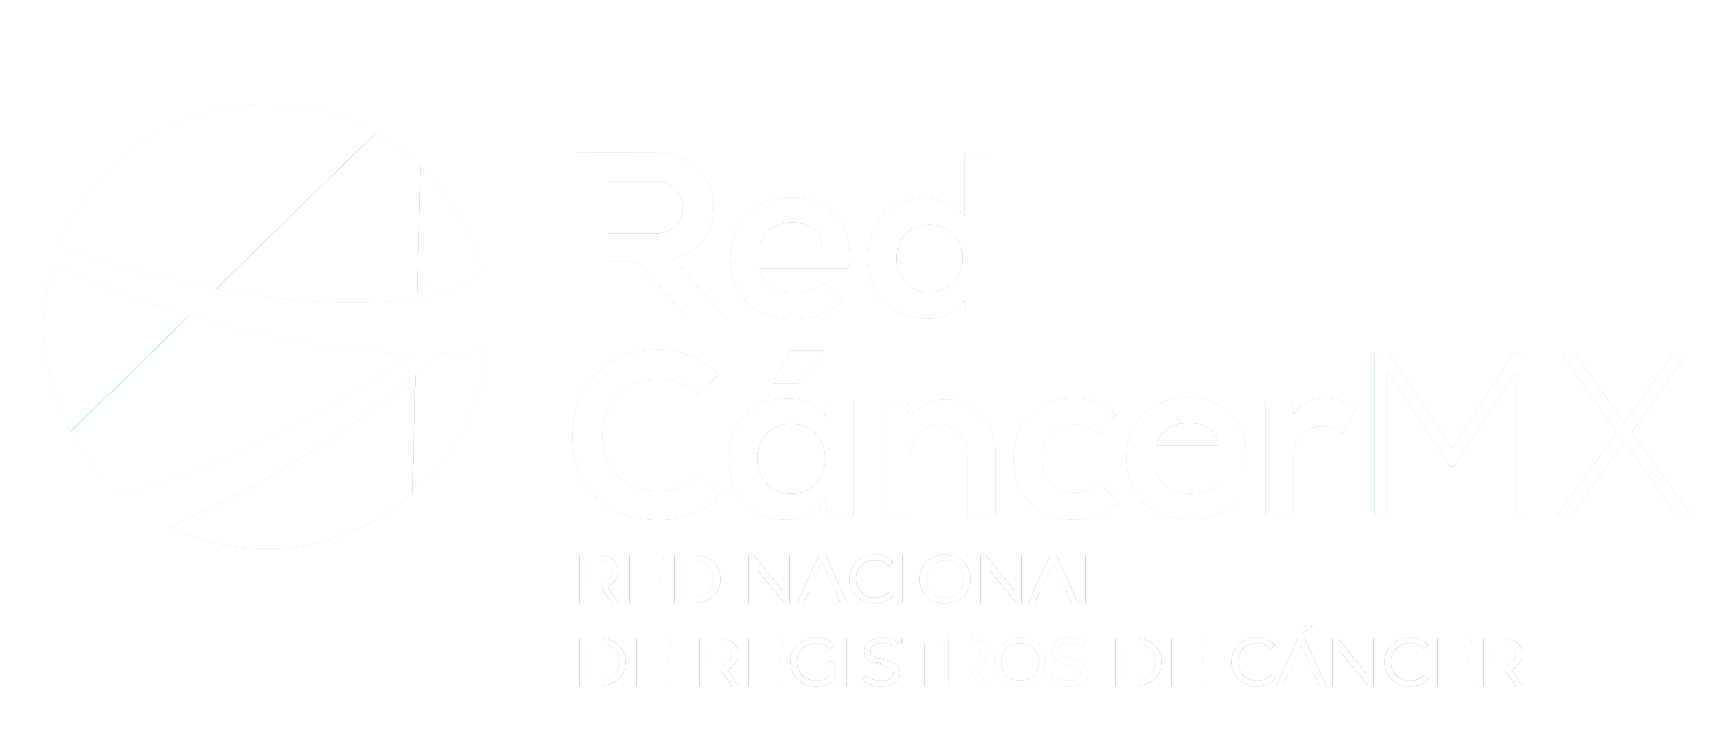 Red
CáncerMX
RED NACIONAL
DE REGISTROS DE CÁNCER